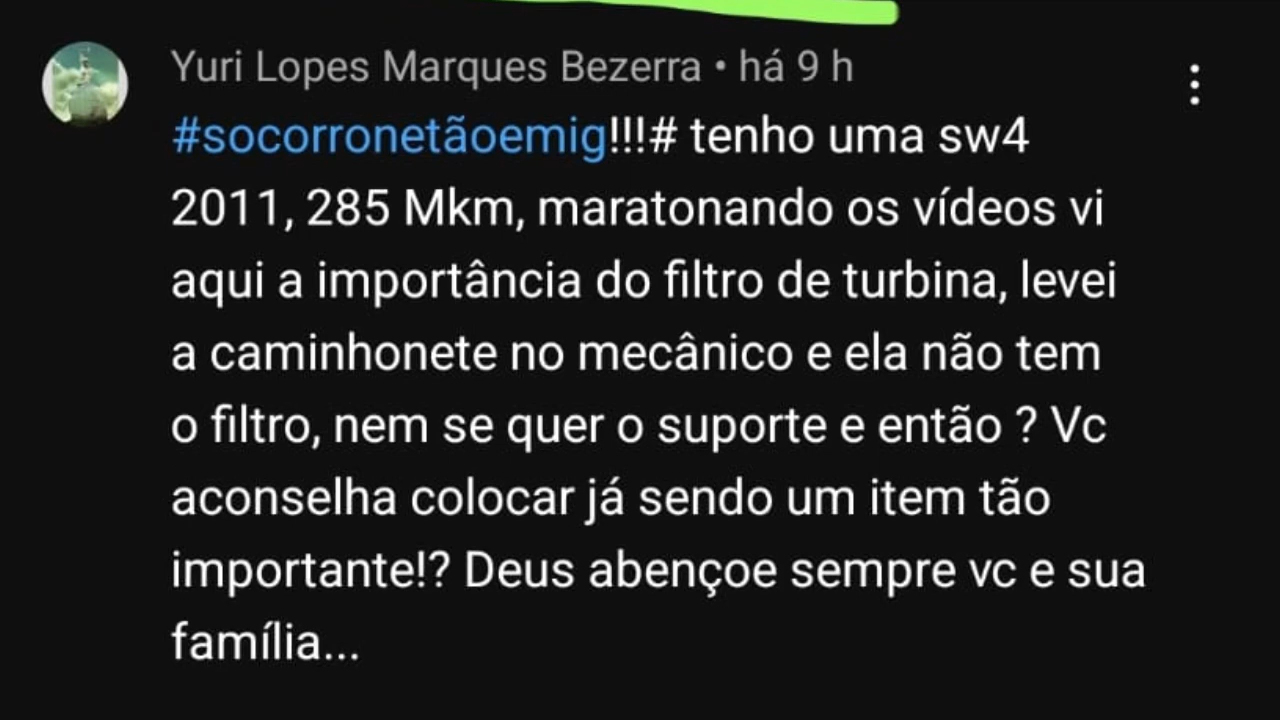 Yuri Lopes Marques Bezerra • há 9 h
#socorronetãoemig!!!# tenho uma sw4
2011, 285 Mkm, maratonando os vídeos vi
aqui a importância do filtro de turbina, levei
a caminhonete no mecânico e ela não tem
o filtro, nem se quer o suporte e então ? Vc
aconselha colocar já sendo um item tão
importante!? Deus abençoe sempre vc e sua
família...